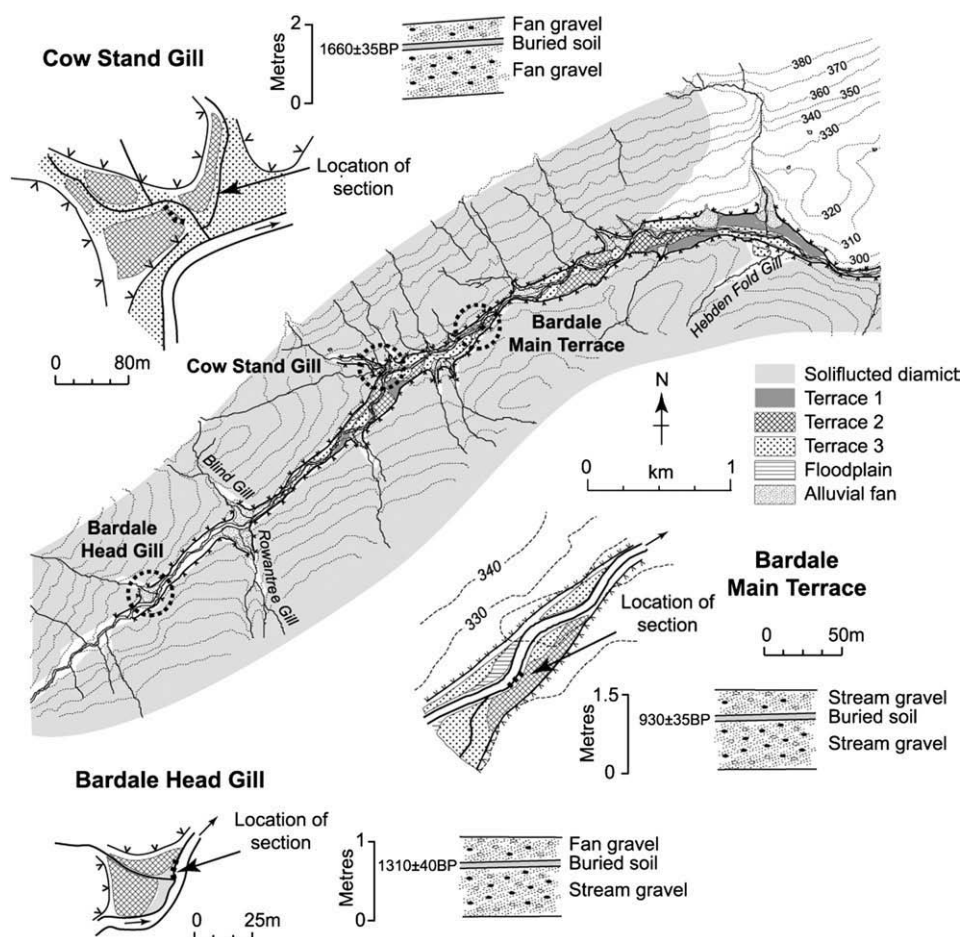 Cow Stand Gill
Metres
2
0
1660±35BP
Fan gravel
Buried soil
Fan gravel
Location of
section
0 80m
380
370
360
350
340
330
320
310
300
Hebden Fold Gill
Bardale
Main Terrace
Cow Stand Gill
Blind Gill
Rowantree Gill
Bardale
Head Gill
N
0 1
km
Soliflucted diamict
Terrace 1
Terrace 2
Terrace 3
Floodplain
Alluvial fan
Bardale
Main Terrace
340
330
Location of
section
0 50m
Metres
1.5
0
930±35BP
Stream gravel
Buried soil
Stream gravel
Bardale Head Gill
Location of
section
0 25m
Metres
1
0
1310±40BP
Fan gravel
Buried soil
Stream gravel